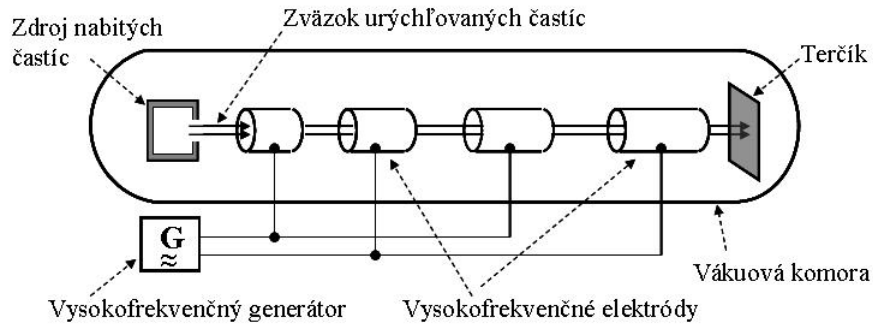 Zdroj nabitých
častíc
Zväzok urýchľovaných častíc
Terčík
G
≈
Vysokofrekvenčný generátor
Vysokofrekvenčné elektródy
Vákuová komora